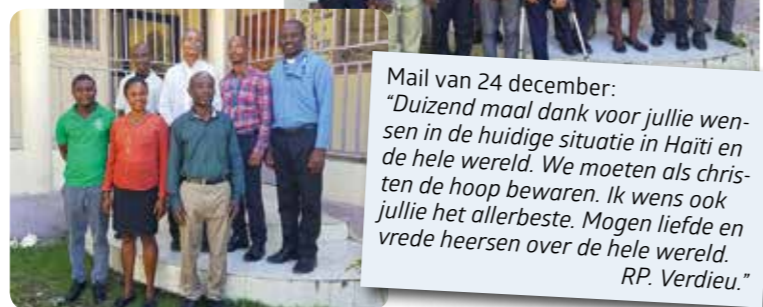 Mail van 24 december:
“Duizend maal dank voor jullie wen-
sen in de huidige situatie in Haïti en
de hele wereld. We moeten als chris-
ten de hoop bewaren. Ik wens ook
jullie het allerbeste. Mogen liefde en
vrede heersen over de hele wereld.
RP. Verdieu.”